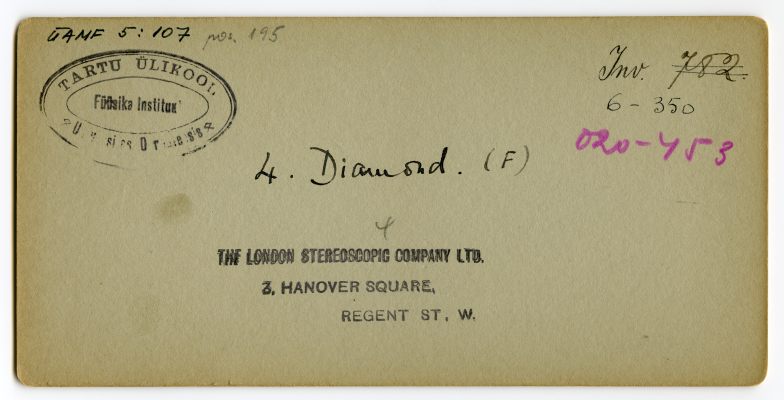 ÜAMF 5:107 pos. 195
TARTU ÜLIKOOL
Füüsika Instituut
Inv. 782.
6-350
020-453
4. Diamond. (F)
4
THE LONDON STEREOSCOPIC COMPANY LTD.
3, HANOVER SQUARE,
REGENT ST, W.